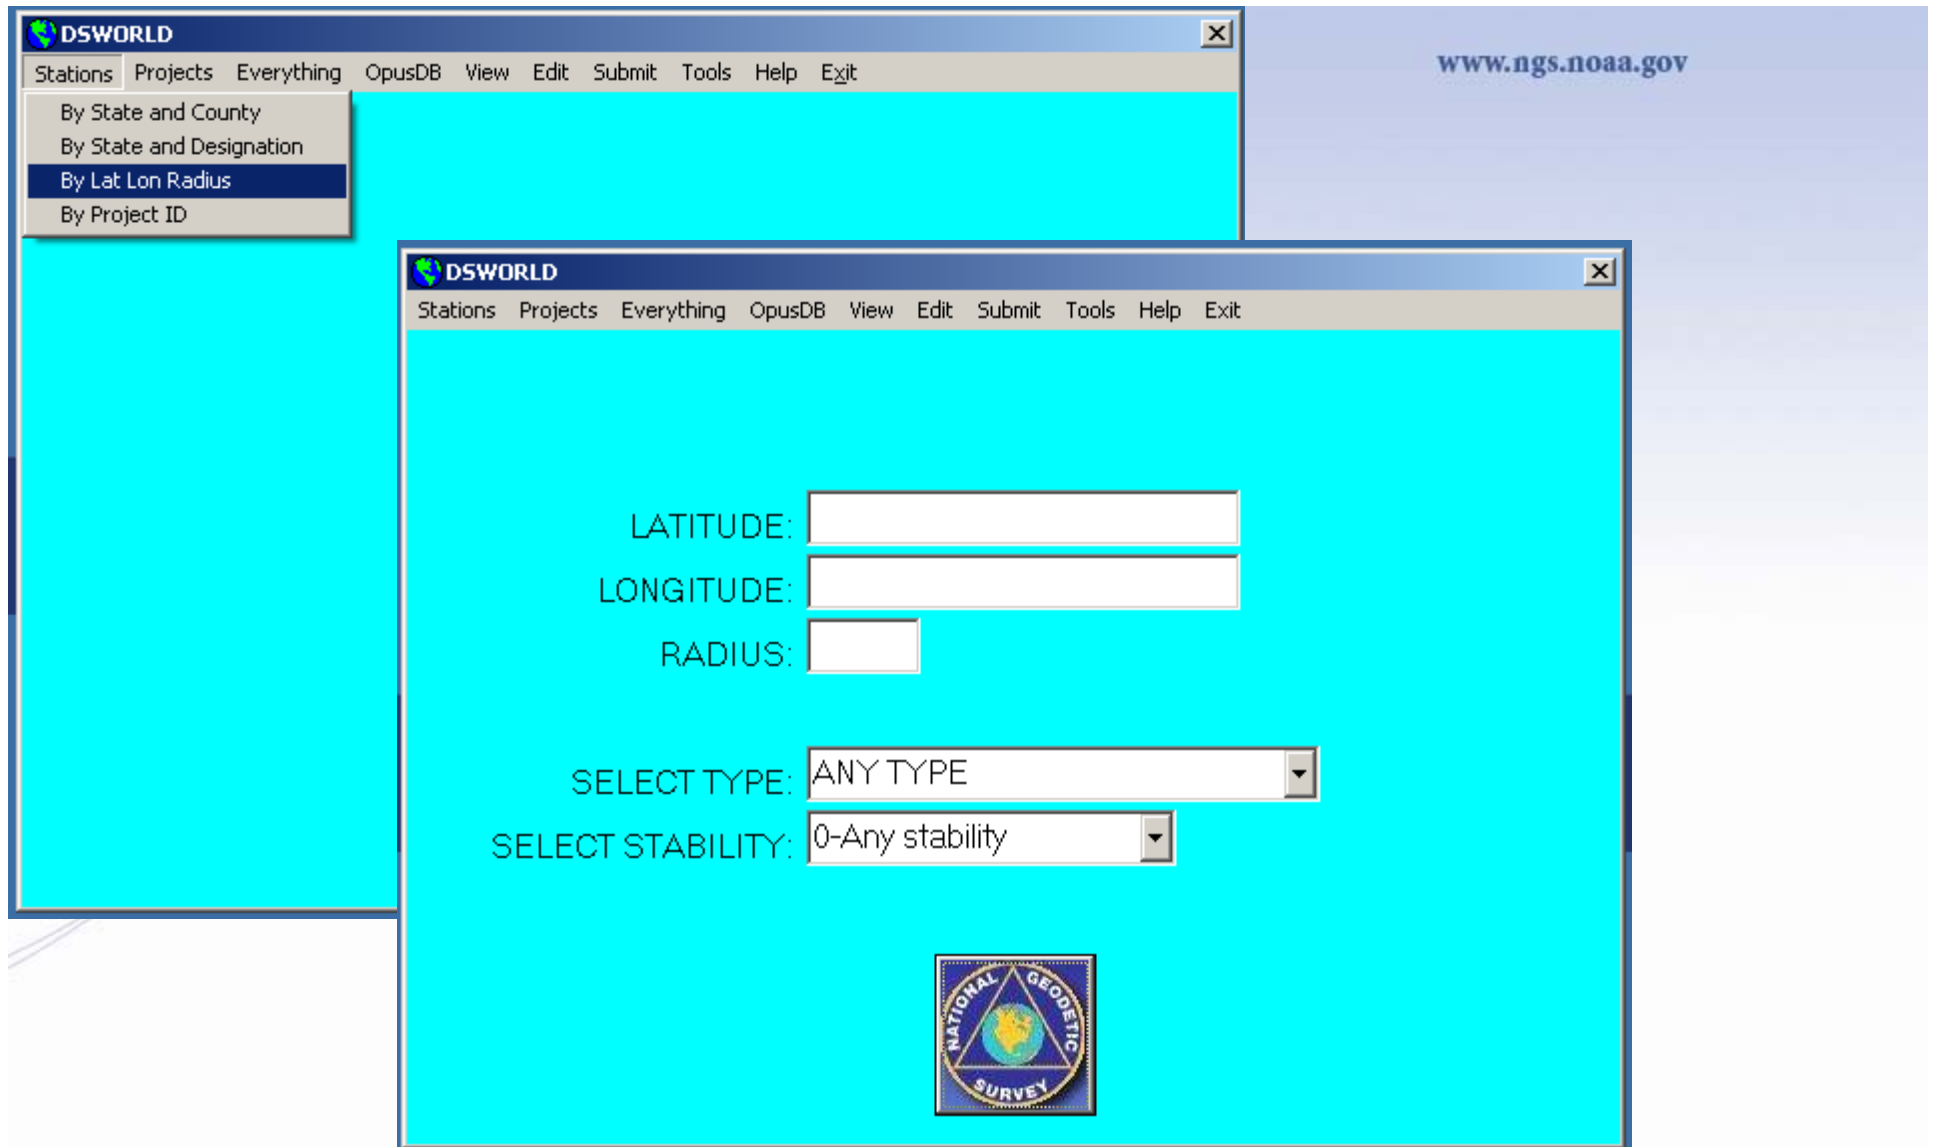 DSWORLD
www.ngs.noaa.gov
Stations Projects Everything OpusDB View Edit Submit Tools Help Exit
By State and County
By State and Designation
By Lat Lon Radius
By Project ID
DSWORLD
Stations Projects Everything OpusDB View Edit Submit Tools Help Exit
LATITUDE:
LONGITUDE:
RADIUS:
SELECT TYPE: ANY TYPE
SELECT STABILITY: 0-Any stability
NATIONAL GEODETIC
SURVEY